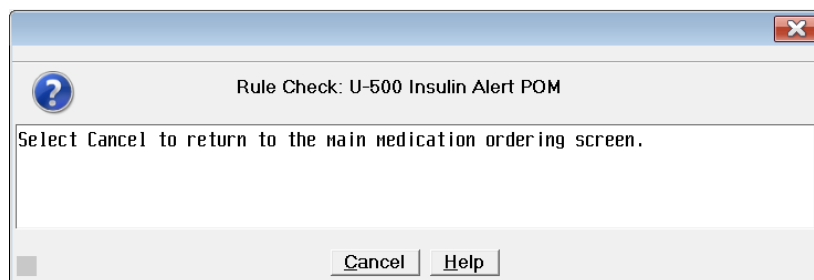 Rule Check: U-500 Insulin Alert POM
Select Cancel to return to the main medication ordering screen.
Cancel Help